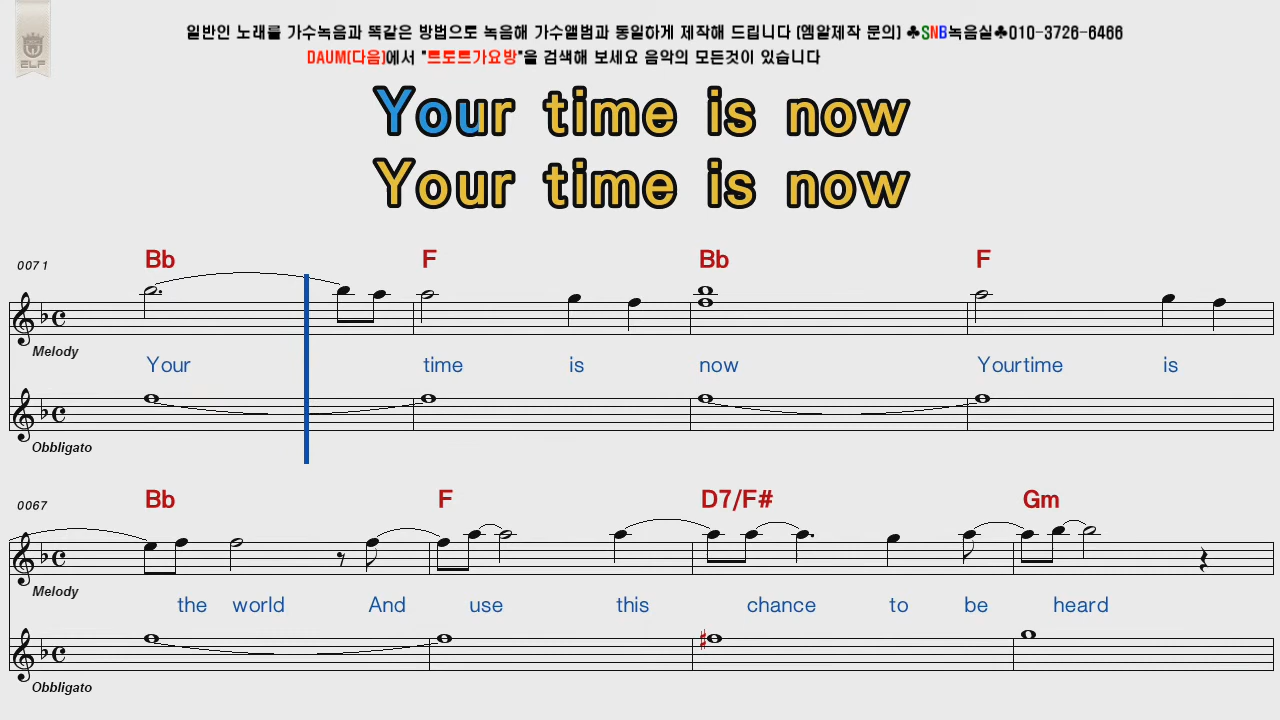 일반인 노래를 가수녹음과 똑같은 방법으로 녹음해 가수앨범과 동일하게 제작해 드립니다 (엠알제작 문의) ♣SNB녹음실♣010-3726-6466
DAUM(다음)에서 "트로트가요방"을 검색해 보세요 음악의 모든것이 있습니다
ELF
Your time is now
Your time is now
0071 Bb F Bb F
Melody
Your time is now Yourtime is
Obbligato
0067 Bb F D7/F# Gm
Melody
the world And use this chance to be heard
Obbligato